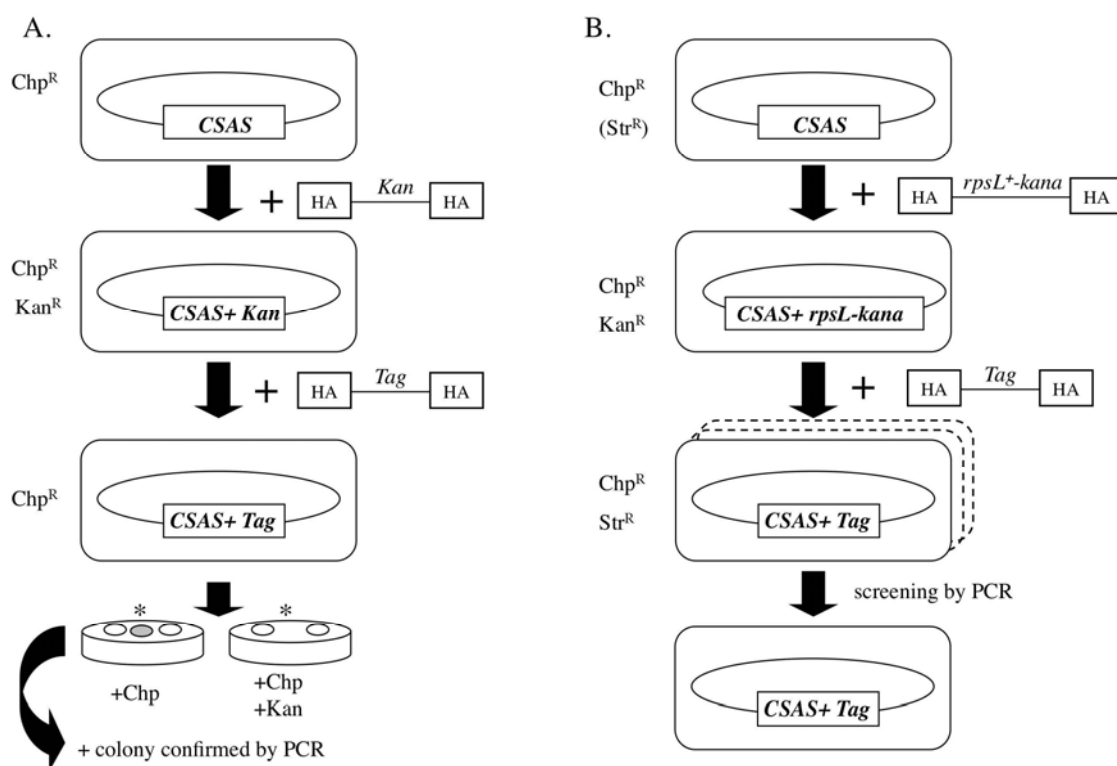 A.
Chp^R
CSAS
+
HA Kan HA
Chp^R
Kan^R
CSAS+ Kan
+
HA Tag HA
Chp^R
CSAS+ Tag
*
*
+Chp
+Chp
+Kan
+ colony confirmed by PCR
B.
Chp^R
(Str^R)
CSAS
+
HA rpsL⁺-kana HA
Chp^R
Kan^R
CSAS+ rpsL-kana
+
HA Tag HA
Chp^R
Str^R
CSAS+ Tag
screening by PCR
CSAS+ Tag